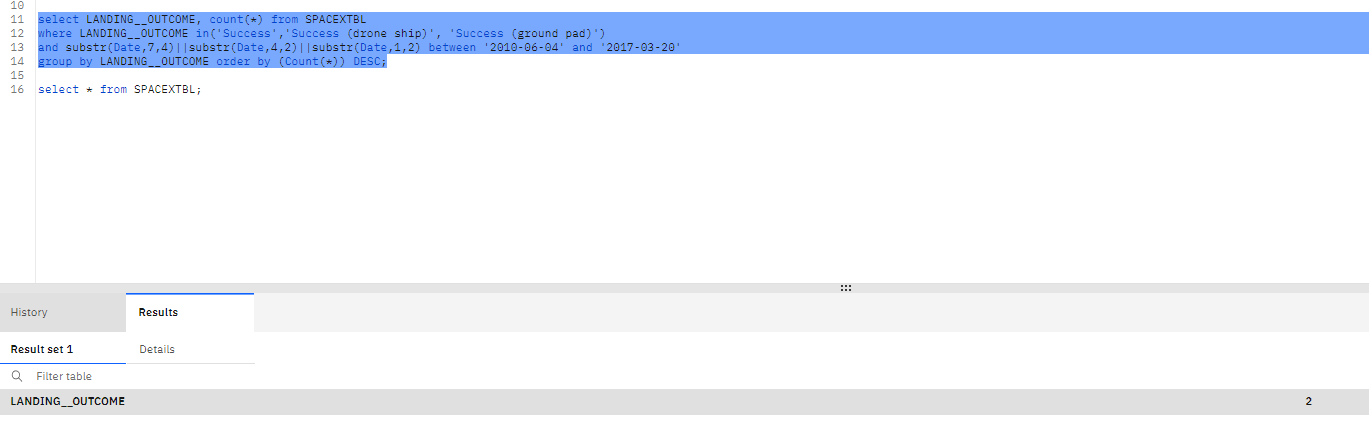 10
11 select LANDING__OUTCOME, count(*) from SPACEXTBL
12 where LANDING__OUTCOME in('Success','Success (drone ship)', 'Success (ground pad)')
13 and substr(Date,7,4)||substr(Date,4,2)||substr(Date,1,2) between '2010-06-04' and '2017-03-20'
14 group by LANDING__OUTCOME order by (Count(*)) DESC;
15
16 select * from SPACEXTBL;
History Results
Result set 1 Details
Filter table
LANDING__OUTCOME 2